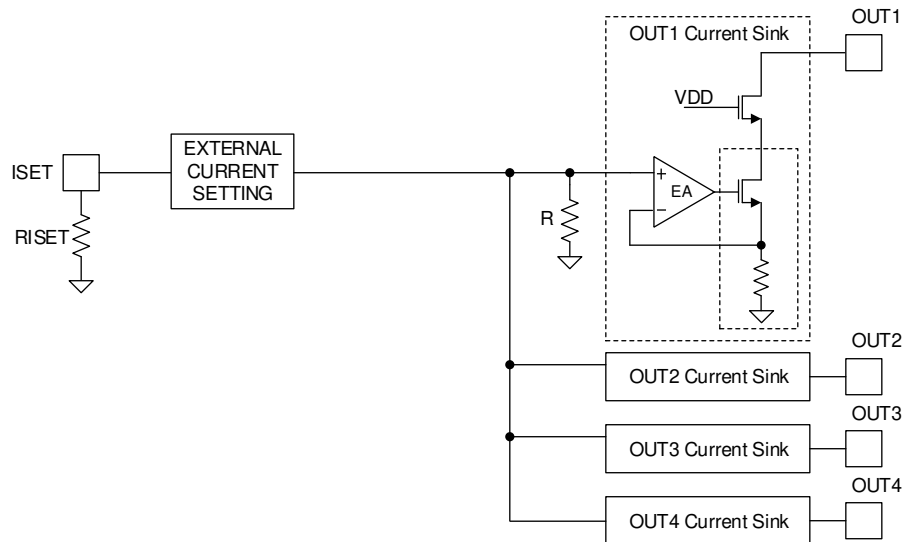 OUT1
OUT1 Current Sink
VDD
ISET
EXTERNAL
CURRENT
SETTING
+
EA
−
R
RISET
OUT2
OUT2 Current Sink
OUT3
OUT3 Current Sink
OUT4
OUT4 Current Sink